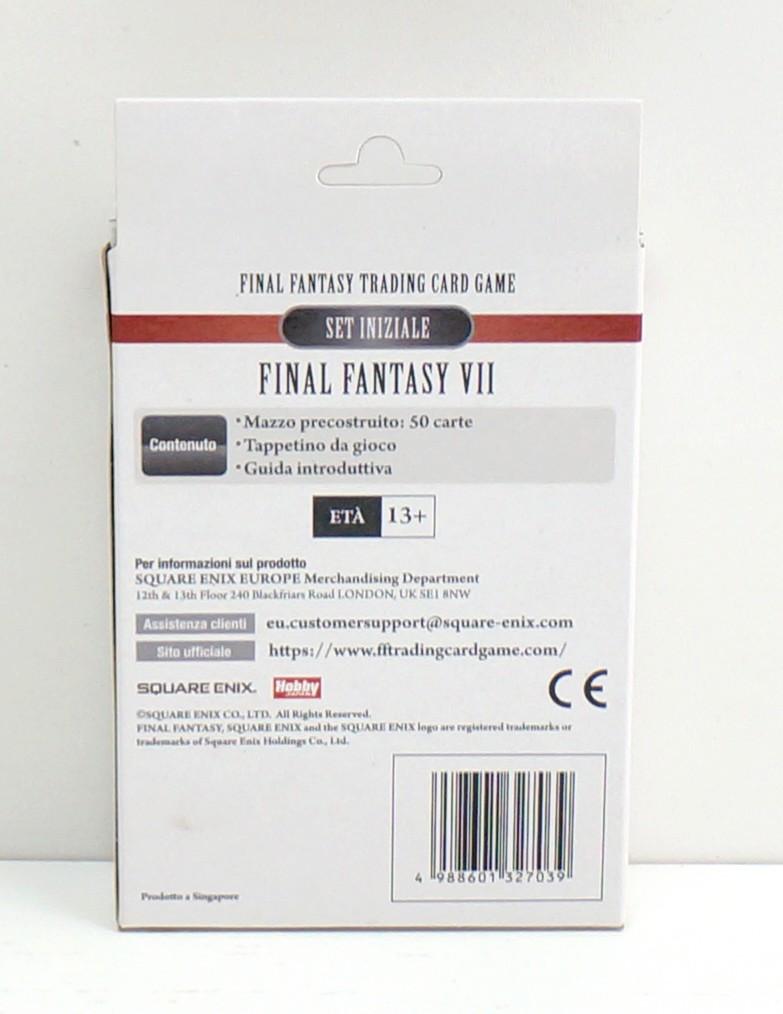 FINAL FANTASY TRADING CARD GAME
SET INIZIALE
FINAL FANTASY VII
Contenuto
•Mazzo precostruito: 50 carte
•Tappetino da gioco
•Guida introduttiva
ETÀ 13+
Per informazioni sul prodotto
SQUARE ENIX EUROPE Merchandising Department
12th & 13th Floor 240 Blackfriars Road LONDON, UK SE1 8NW
Assistenza clienti eu.customersupport@square-enix.com
Sito ufficiale https://www.fftradingcardgame.com/
SQUARE ENIX. Hobby JAPAN CE
©SQUARE ENIX CO., LTD. All Rights Reserved.
FINAL FANTASY, SQUARE ENIX and the SQUARE ENIX logo are registered trademarks or
trademarks of Square Enix Holdings Co., Ltd.
4 988601 327039
Prodotto a Singapore